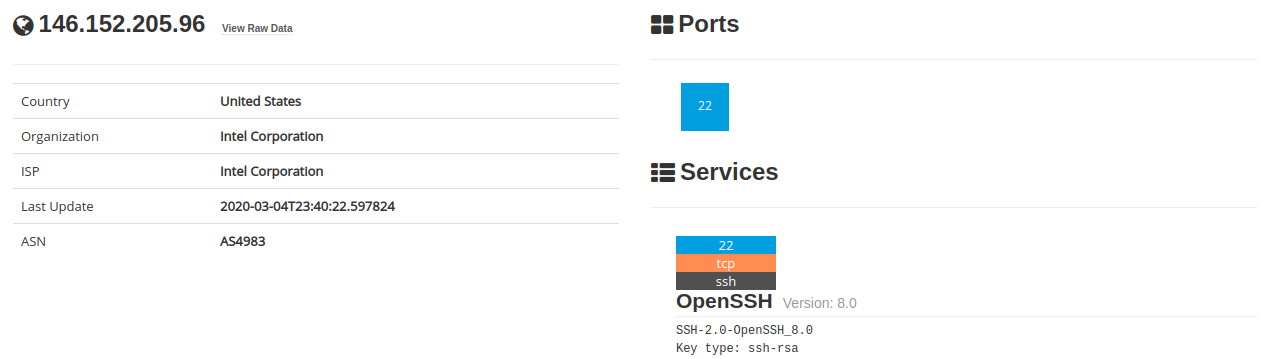 146.152.205.96 View Raw Data
Country United States
Organization Intel Corporation
ISP Intel Corporation
Last Update 2020-03-04T23:40:22.597824
ASN AS4983
Ports
22
Services
22
tcp
ssh
OpenSSH Version: 8.0
SSH-2.0-OpenSSH_8.0
Key type: ssh-rsa